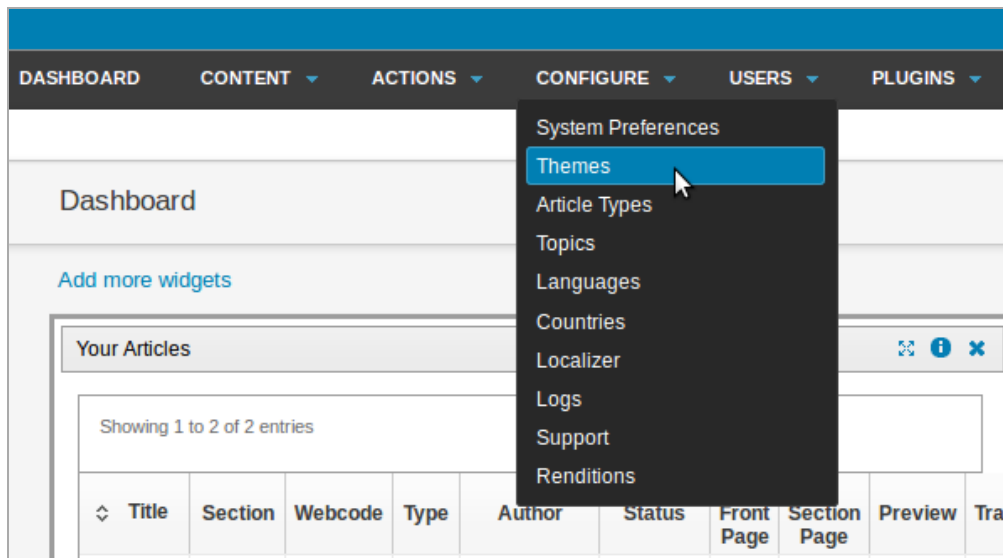 DASHBOARD CONTENT ACTIONS CONFIGURE USERS PLUGINS
System Preferences
Themes
Article Types
Topics
Languages
Countries
Localizer
Logs
Support
Renditions
Dashboard
Add more widgets
Your Articles
Showing 1 to 2 of 2 entries
Title Section Webcode Type Author Status Front Page Section Page Preview Tra